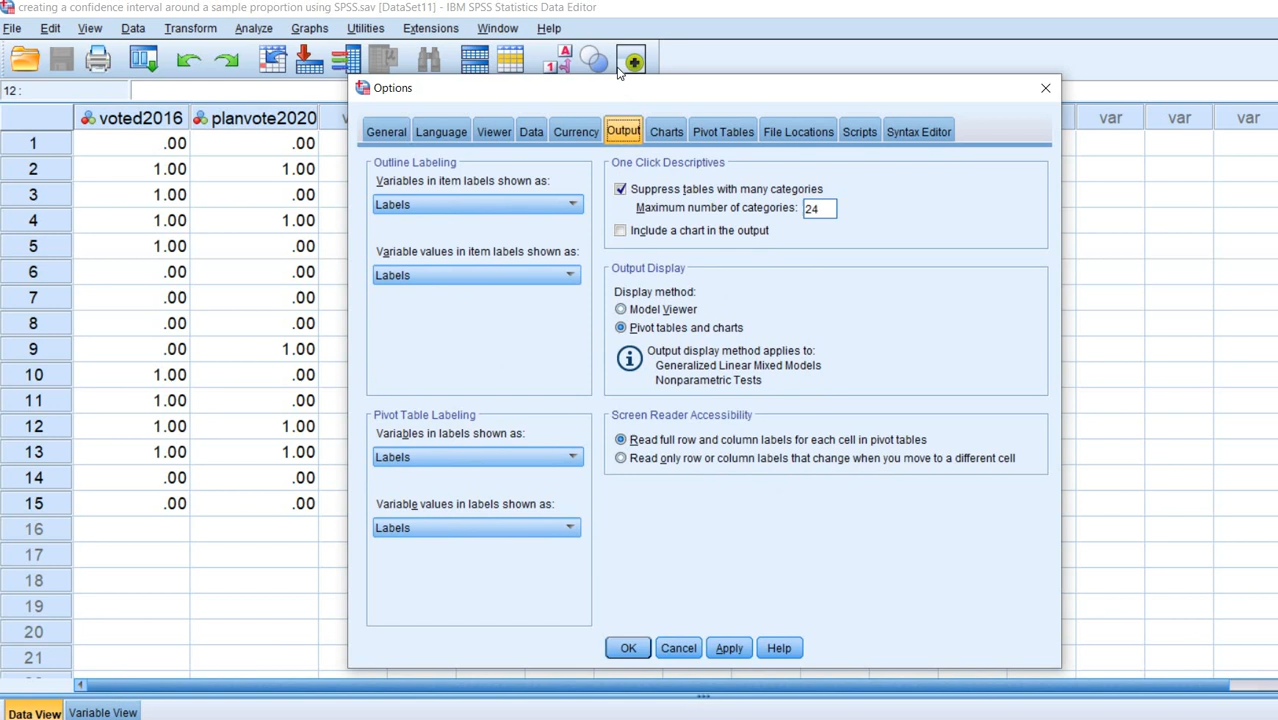 creating a confidence interval around a sample proportion using SPSS.sav [DataSet11] - IBM SPSS Statistics Data Editor
File Edit View Data Transform Analyze Graphs Utilities Extensions Window Help
12 :
Options
General Language Viewer Data Currency Output Charts Pivot Tables File Locations Scripts Syntax Editor
Outline Labeling
Variables in item labels shown as:
Labels
Variable values in item labels shown as:
Labels
Pivot Table Labeling
Variables in labels shown as:
Labels
Variable values in labels shown as:
Labels
One Click Descriptives
Suppress tables with many categories
Maximum number of categories: 24
Include a chart in the output
Output Display
Display method:
Model Viewer
Pivot tables and charts
Output display method applies to:
Generalized Linear Mixed Models
Nonparametric Tests
Screen Reader Accessibility
Read full row and column labels for each cell in pivot tables
Read only row or column labels that change when you move to a different cell
OK Cancel Apply Help
voted2016 planvote2020 var var var
1 .00 .00
2 1.00 1.00
3 1.00 .00
4 1.00 1.00
5 1.00 .00
6 .00 .00
7 .00 .00
8 .00 .00
9 .00 1.00
10 1.00 .00
11 1.00 .00
12 1.00 1.00
13 1.00 1.00
14 .00 .00
15 .00 .00
16
17
18
19
20
21
Data View Variable View